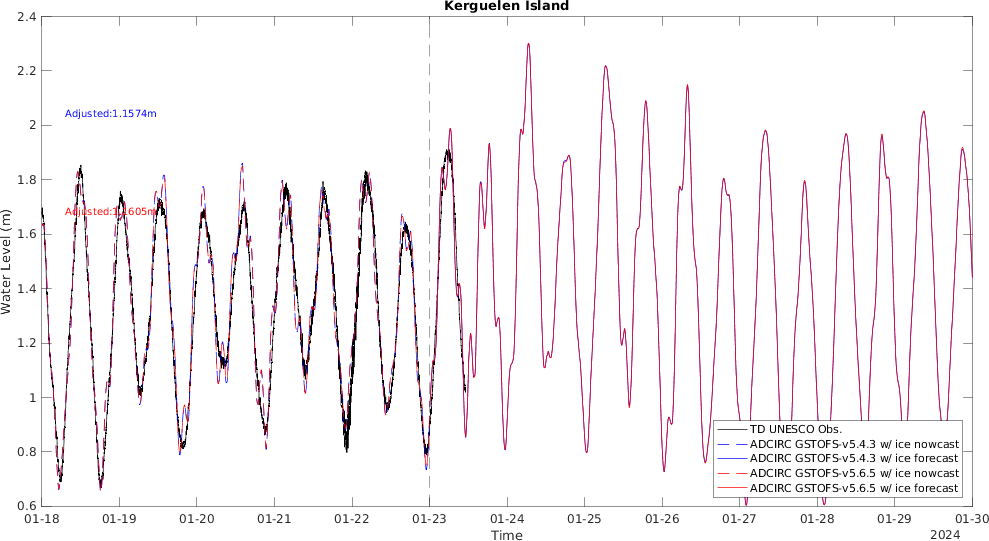 Kerguelen Island
2.4
2.2
2
1.8
1.6
1.4
1.2
1
0.8
0.6
Water Level (m)
Adjusted:1.1574m
Adjusted:1.1605m
TD UNESCO Obs.
ADCIRC GSTOFS-v5.4.3 w/ ice nowcast
ADCIRC GSTOFS-v5.4.3 w/ ice forecast
ADCIRC GSTOFS-v5.6.5 w/ ice nowcast
ADCIRC GSTOFS-v5.6.5 w/ ice forecast
01-18 01-19 01-20 01-21 01-22 01-23 01-24 01-25 01-26 01-27 01-28 01-29 01-30
Time
2024